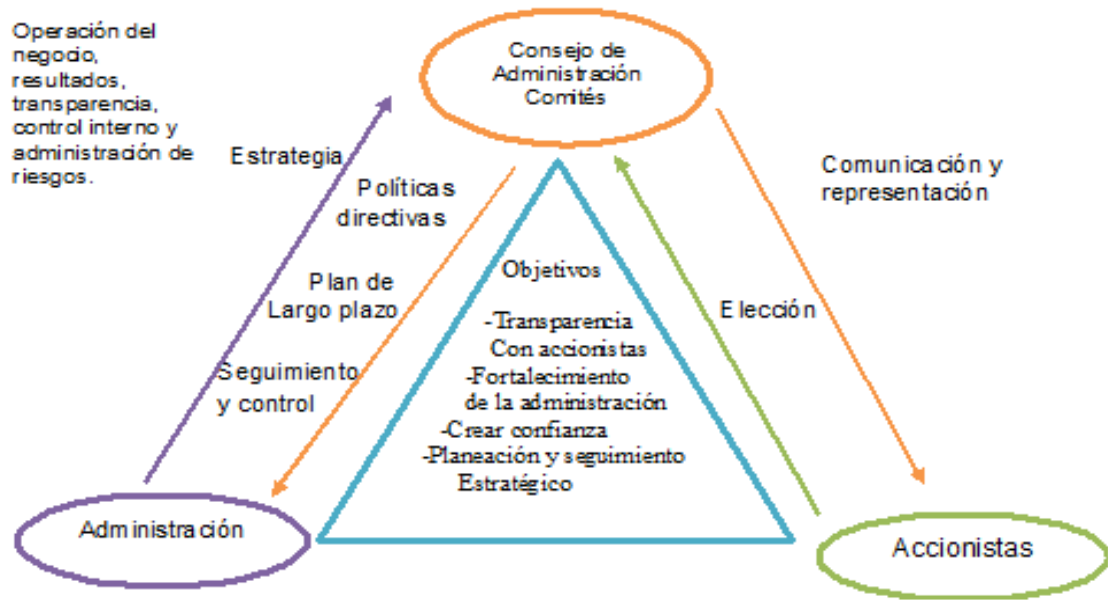 Operación del
negocio,
resultados,
transparencia,
control interno y
administración de
riesgos.
Consejo de
Administración
Comités
Estrategia
Políticas
directivas
Plan de
Largo plazo
Seguimiento
y control
Comunicación y
representación
Elección
Objetivos
-Transparencia
Con accionistas
-Fortalecimiento
de la administración
-Crear confianza
-Planeación y seguimiento
Estratégico
Administración
Accionistas